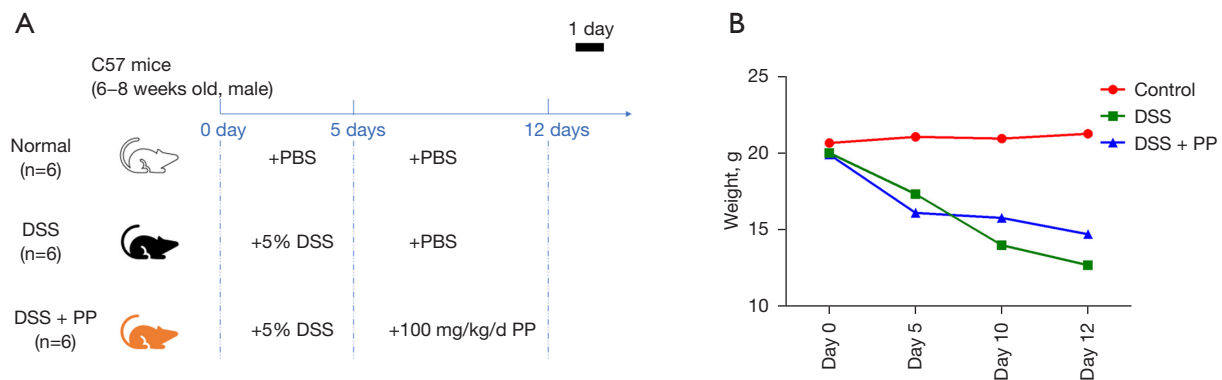 A
1 day
C57 mice
(6–8 weeks old, male)
0 day
5 days
12 days
Normal
(n=6)
+PBS
+PBS
DSS
(n=6)
+5% DSS
+PBS
DSS + PP
(n=6)
+5% DSS
+100 mg/kg/d PP
B
Weight, g
25
20
15
10
Day 0
Day 5
Day 10
Day 12
Control
DSS
DSS + PP